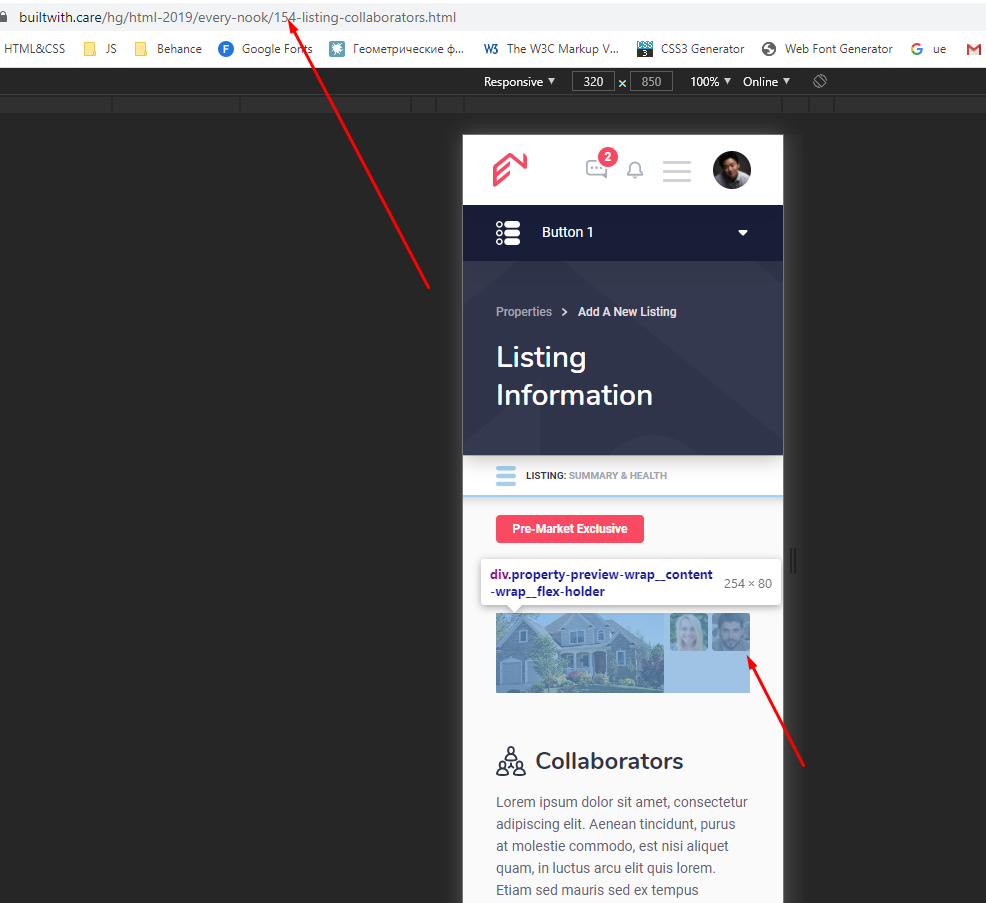 builtwith.care/hg/html-2019/every-nook/154-listing-collaborators.html
HTML&CSS JS Behance Google Fonts Геометрические ф... The W3C Markup V... CSS3 Generator Web Font Generator ue
Responsive 320 x 850 100% Online
2
Button 1
Properties > Add A New Listing
Listing
Information
LISTING: SUMMARY & HEALTH
Pre-Market Exclusive
div.property-preview-wrap__content
-wrap__flex-holder
254 × 80
Collaborators
Lorem ipsum dolor sit amet, consectetur
adipiscing elit. Aenean tincidunt, purus
at molestie commodo, est nisi aliquet
quam, in luctus arcu elit quis lorem.
Etiam sed mauris sed ex tempus